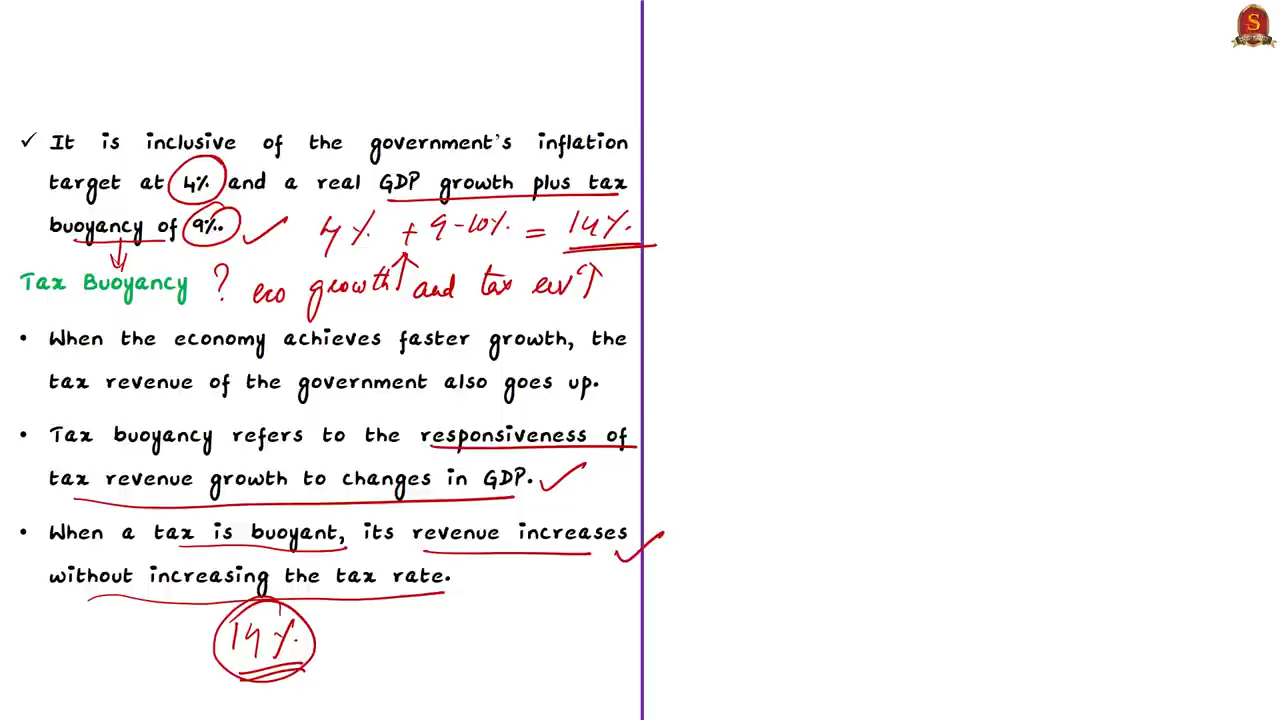 ✓ It is inclusive of the government's inflation
target at 4% and a real GDP growth plus tax
buoyancy of 9%.
4% + 9-10% = 14%.
Tax Buoyancy ? eco growth↑ and tax revᶜ↑
• When the economy achieves faster growth, the
tax revenue of the government also goes up.
• Tax buoyancy refers to the responsiveness of
tax revenue growth to changes in GDP.
• When a tax is buoyant, its revenue increases
without increasing the tax rate.
14%.
S